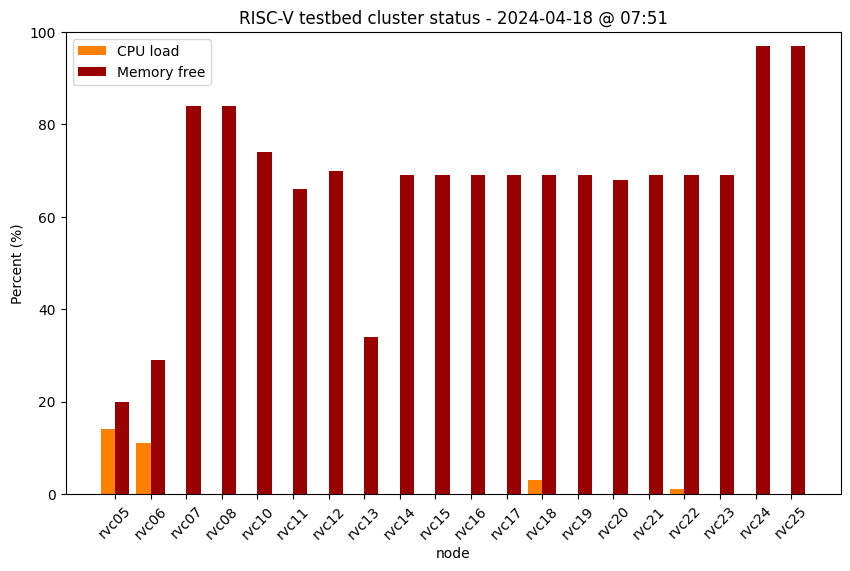 RISC-V testbed cluster status - 2024-04-18 @ 07:51
CPU load
Memory free
Percent (%)
100
80
60
40
20
0
rvc05
rvc06
rvc07
rvc08
rvc10
rvc11
rvc12
rvc13
rvc14
rvc15
rvc16
rvc17
rvc18
rvc19
rvc20
rvc21
rvc22
rvc23
rvc24
rvc25
node